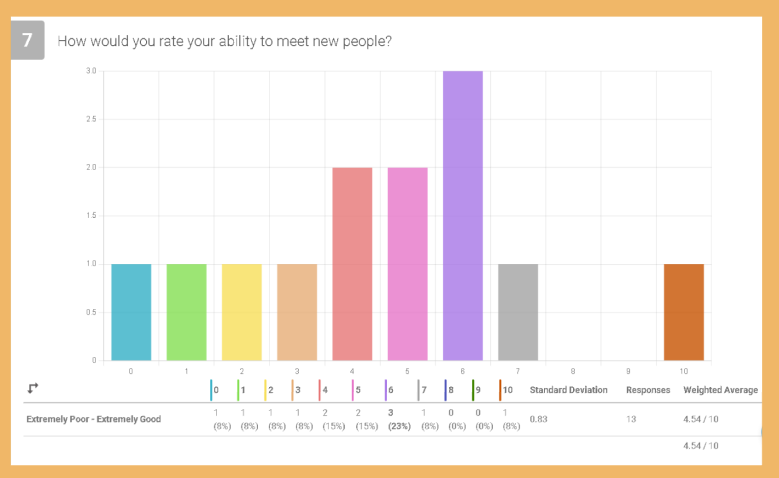 7 How would you rate your ability to meet new people?
3.0
2.5
2.0
1.5
1.0
0.5
0
0 1 2 3 4 5 6 7 8 9 10
0 1 2 3 4 5 6 7 8 9 10 Standard Deviation Responses Weighted Average
1 1 1 1 2 2 3 1 0 0 1
Extremely Poor - Extremely Good 0.83 13 4.54 / 10
(8%) (8%) (8%) (8%) (15%) (15%) (23%) (8%) (0%) (0%) (8%)
4.54 / 10